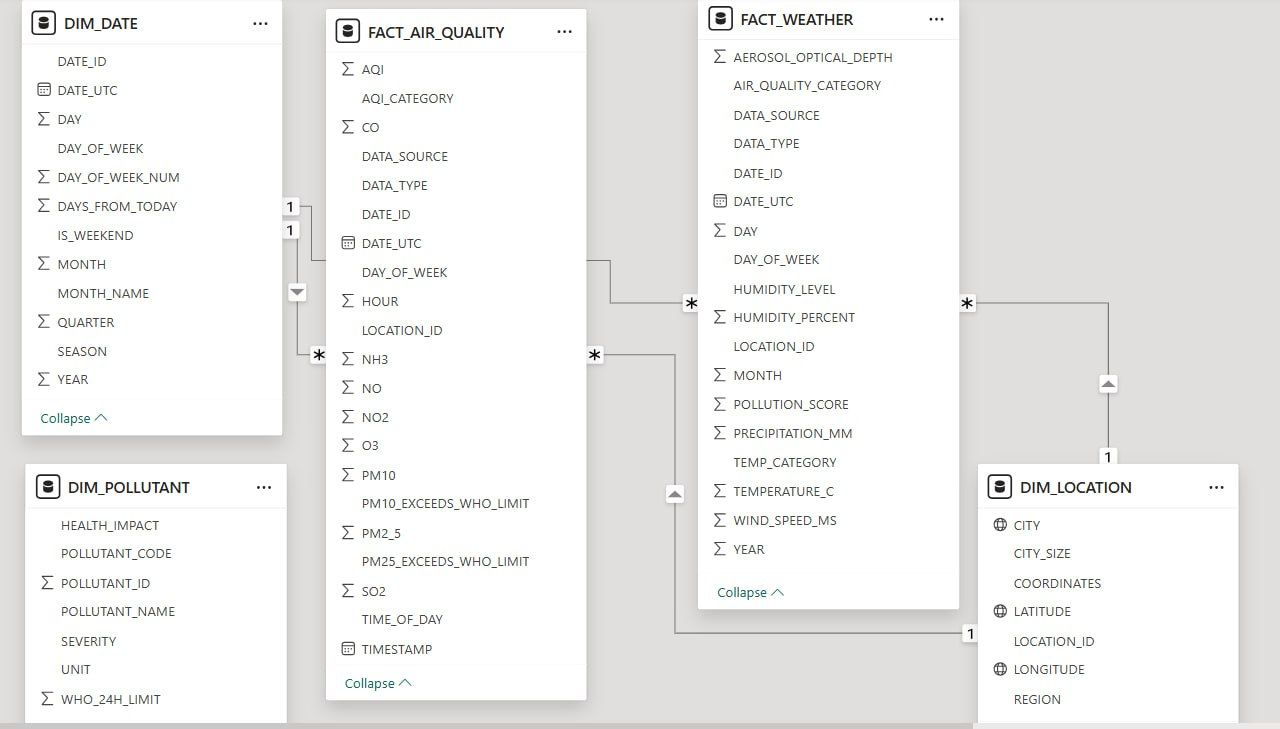 DIM_DATE
DATE_ID
DATE_UTC
DAY
DAY_OF_WEEK
DAY_OF_WEEK_NUM
DAYS_FROM_TODAY
IS_WEEKEND
MONTH
MONTH_NAME
QUARTER
SEASON
YEAR
Collapse
1
1
*
DIM_POLLUTANT
HEALTH_IMPACT
POLLUTANT_CODE
POLLUTANT_ID
POLLUTANT_NAME
SEVERITY
UNIT
WHO_24H_LIMIT
FACT_AIR_QUALITY
AQI
AQI_CATEGORY
CO
DATA_SOURCE
DATA_TYPE
DATE_ID
DATE_UTC
DAY_OF_WEEK
HOUR
LOCATION_ID
NH3
NO
NO2
O3
PM10
PM10_EXCEEDS_WHO_LIMIT
PM2_5
PM25_EXCEEDS_WHO_LIMIT
SO2
TIME_OF_DAY
TIMESTAMP
Collapse
*
*
FACT_WEATHER
AEROSOL_OPTICAL_DEPTH
AIR_QUALITY_CATEGORY
DATA_SOURCE
DATA_TYPE
DATE_ID
DATE_UTC
DAY
DAY_OF_WEEK
HUMIDITY_LEVEL
HUMIDITY_PERCENT
LOCATION_ID
MONTH
POLLUTION_SCORE
PRECIPITATION_MM
TEMP_CATEGORY
TEMPERATURE_C
WIND_SPEED_MS
YEAR
Collapse
*
1
1
DIM_LOCATION
CITY
CITY_SIZE
COORDINATES
LATITUDE
LOCATION_ID
LONGITUDE
REGION